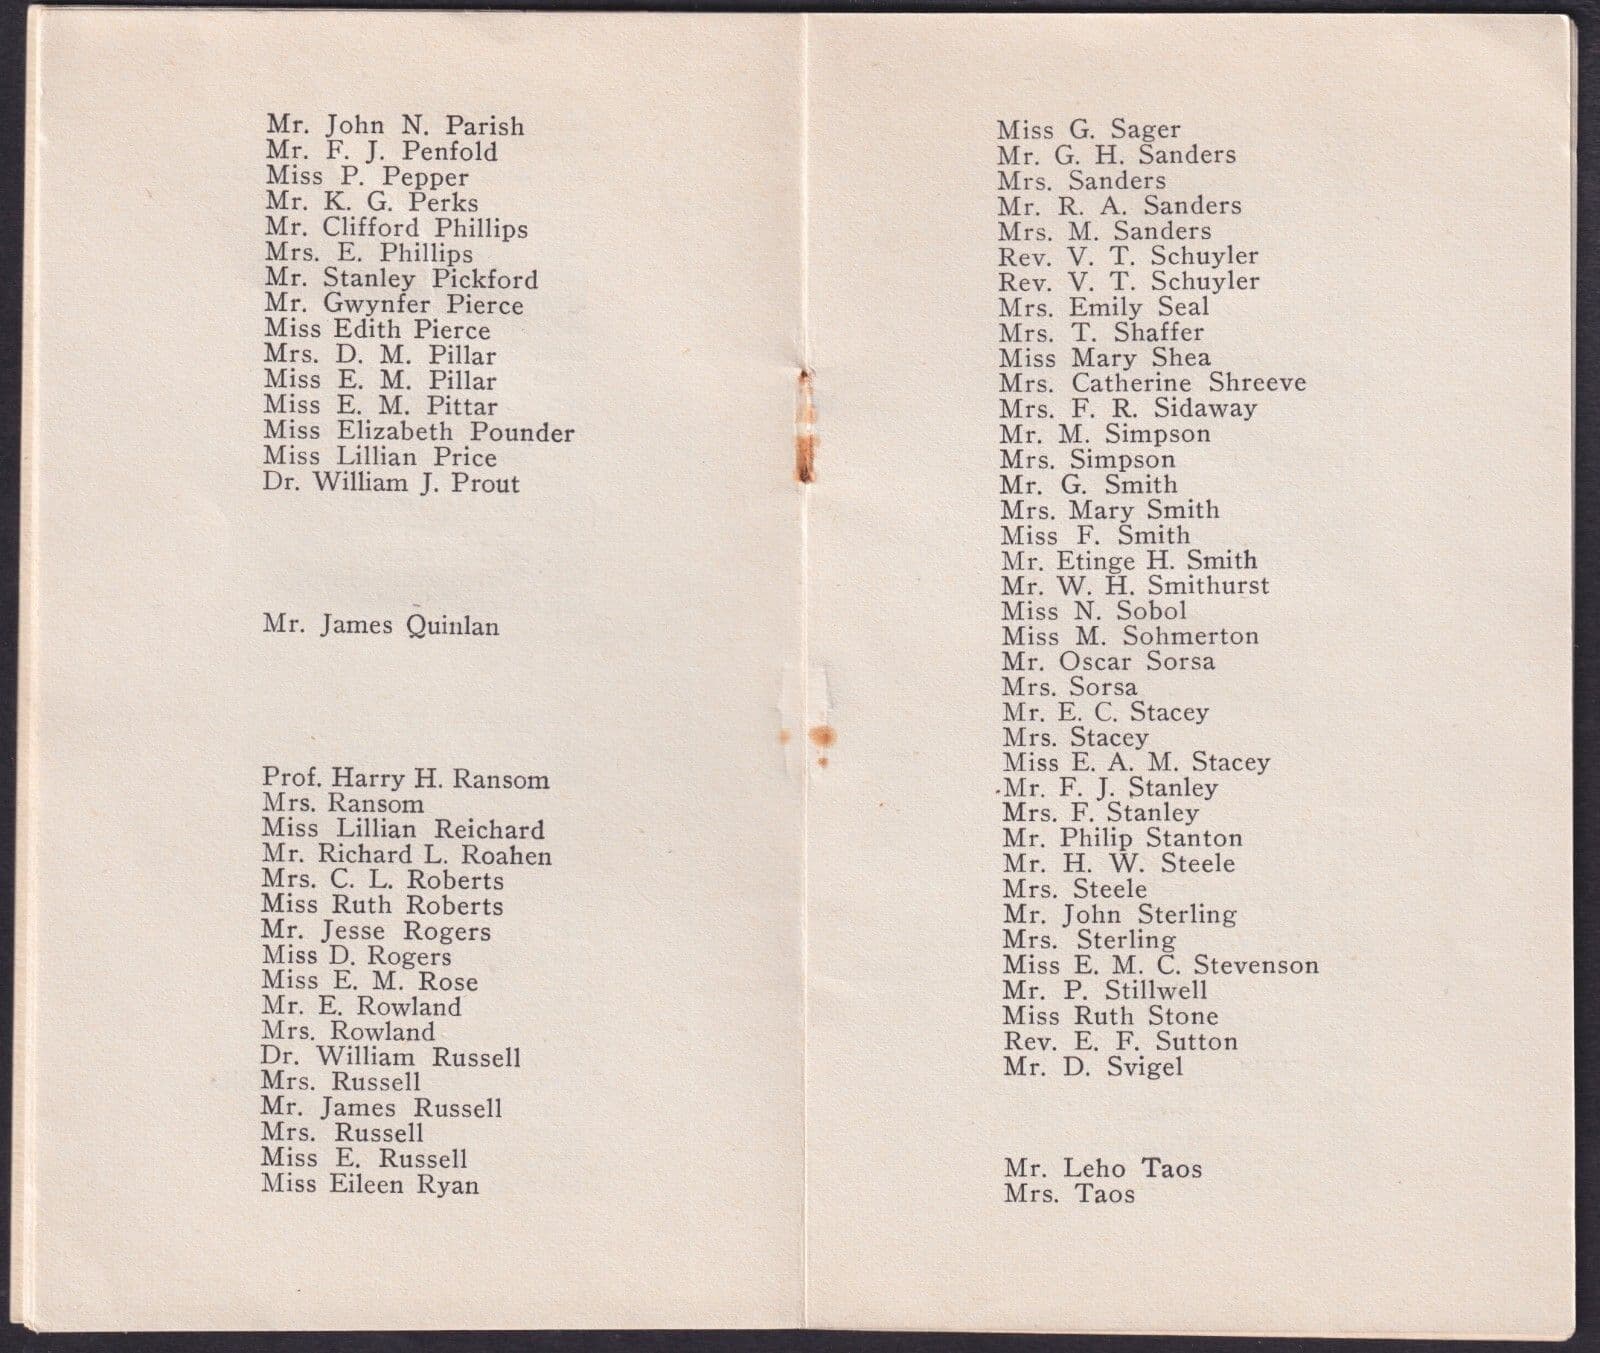 Mr. John N. Parish
Mr. F. J. Penfold
Miss P. Pepper
Mr. K. G. Perks
Mr. Clifford Phillips
Mrs. E. Phillips
Mr. Stanley Pickford
Mr. Gwynfer Pierce
Miss Edith Pierce
Mrs. D. M. Pillar
Miss E. M. Pillar
Miss E. M. Pittar
Miss Elizabeth Pounder
Miss Lillian Price
Dr. William J. Prout
Mr. James Quinlan
Prof. Harry H. Ransom
Mrs. Ransom
Miss Lillian Reichard
Mr. Richard L. Roahen
Mrs. C. L. Roberts
Miss Ruth Roberts
Mr. Jesse Rogers
Miss D. Rogers
Miss E. M. Rose
Mr. E. Rowland
Mrs. Rowland
Dr. William Russell
Mrs. Russell
Mr. James Russell
Mrs. Russell
Miss E. Russell
Miss Eileen Ryan
Miss G. Sager
Mr. G. H. Sanders
Mrs. Sanders
Mr. R. A. Sanders
Mrs. M. Sanders
Rev. V. T. Schuyler
Rev. V. T. Schuyler
Mrs. Emily Seal
Mrs. T. Shaffer
Miss Mary Shea
Mrs. Catherine Shreeve
Mrs. F. R. Sidaway
Mr. M. Simpson
Mrs. Simpson
Mr. G. Smith
Mrs. Mary Smith
Miss F. Smith
Mr. Etinge H. Smith
Mr. W. H. Smithurst
Miss N. Sobol
Miss M. Sohmerton
Mr. Oscar Sorsa
Mrs. Sorsa
Mr. E. C. Stacey
Mrs. Stacey
Miss E. A. M. Stacey
Mr. F. J. Stanley
Mrs. F. Stanley
Mr. Philip Stanton
Mr. H. W. Steele
Mrs. Steele
Mr. John Sterling
Mrs. Sterling
Miss E. M. C. Stevenson
Mr. P. Stillwell
Miss Ruth Stone
Rev. E. F. Sutton
Mr. D. Svigel
Mr. Leho Taos
Mrs. Taos